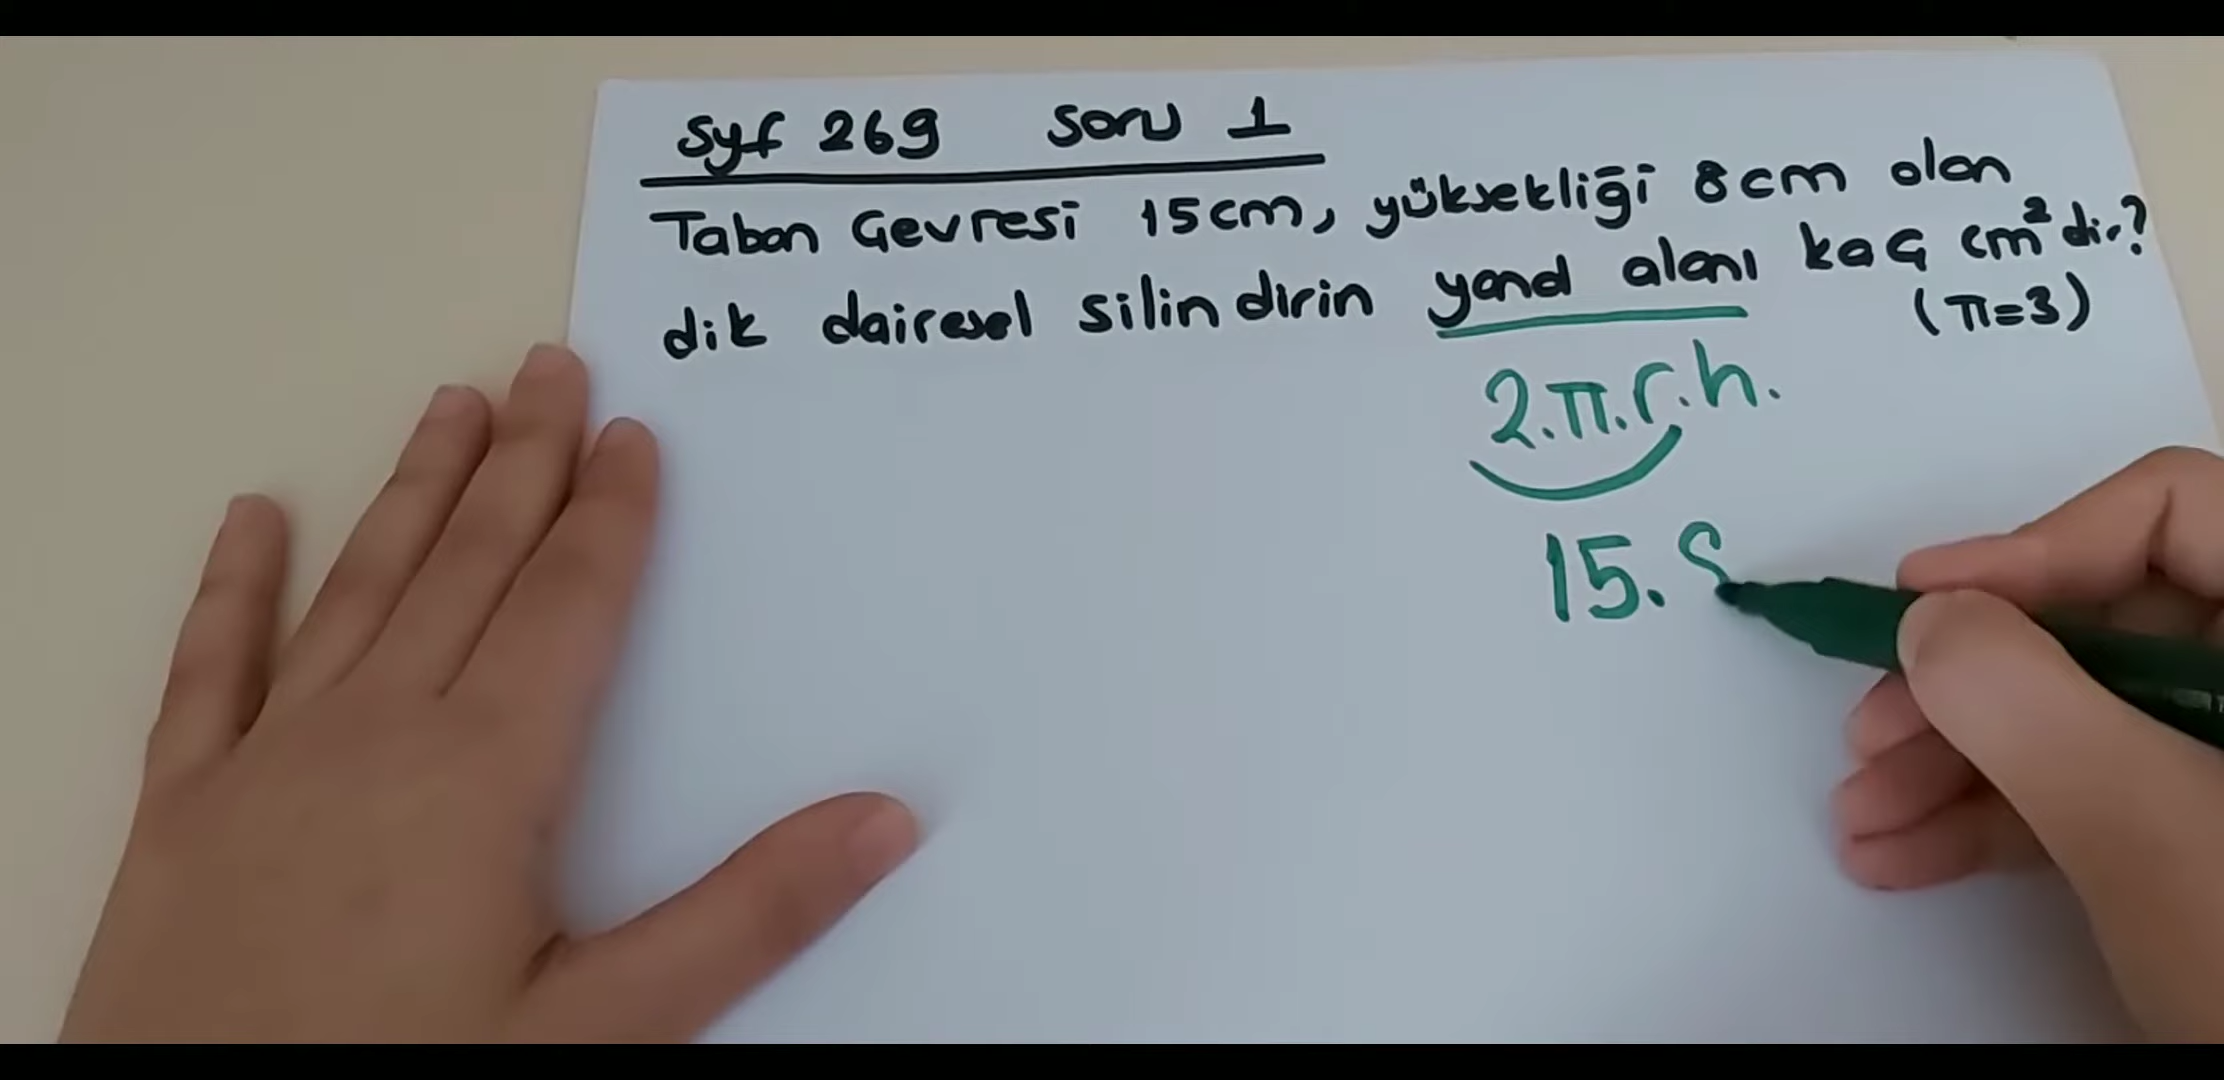 Syf 269 Soru 1
Taban Çevresi 15cm, yüksekliği 8cm olan
dik dairesel silindirin yanal alanı kaç cm² dir?
(π=3)
2.π.r.h.
15.8